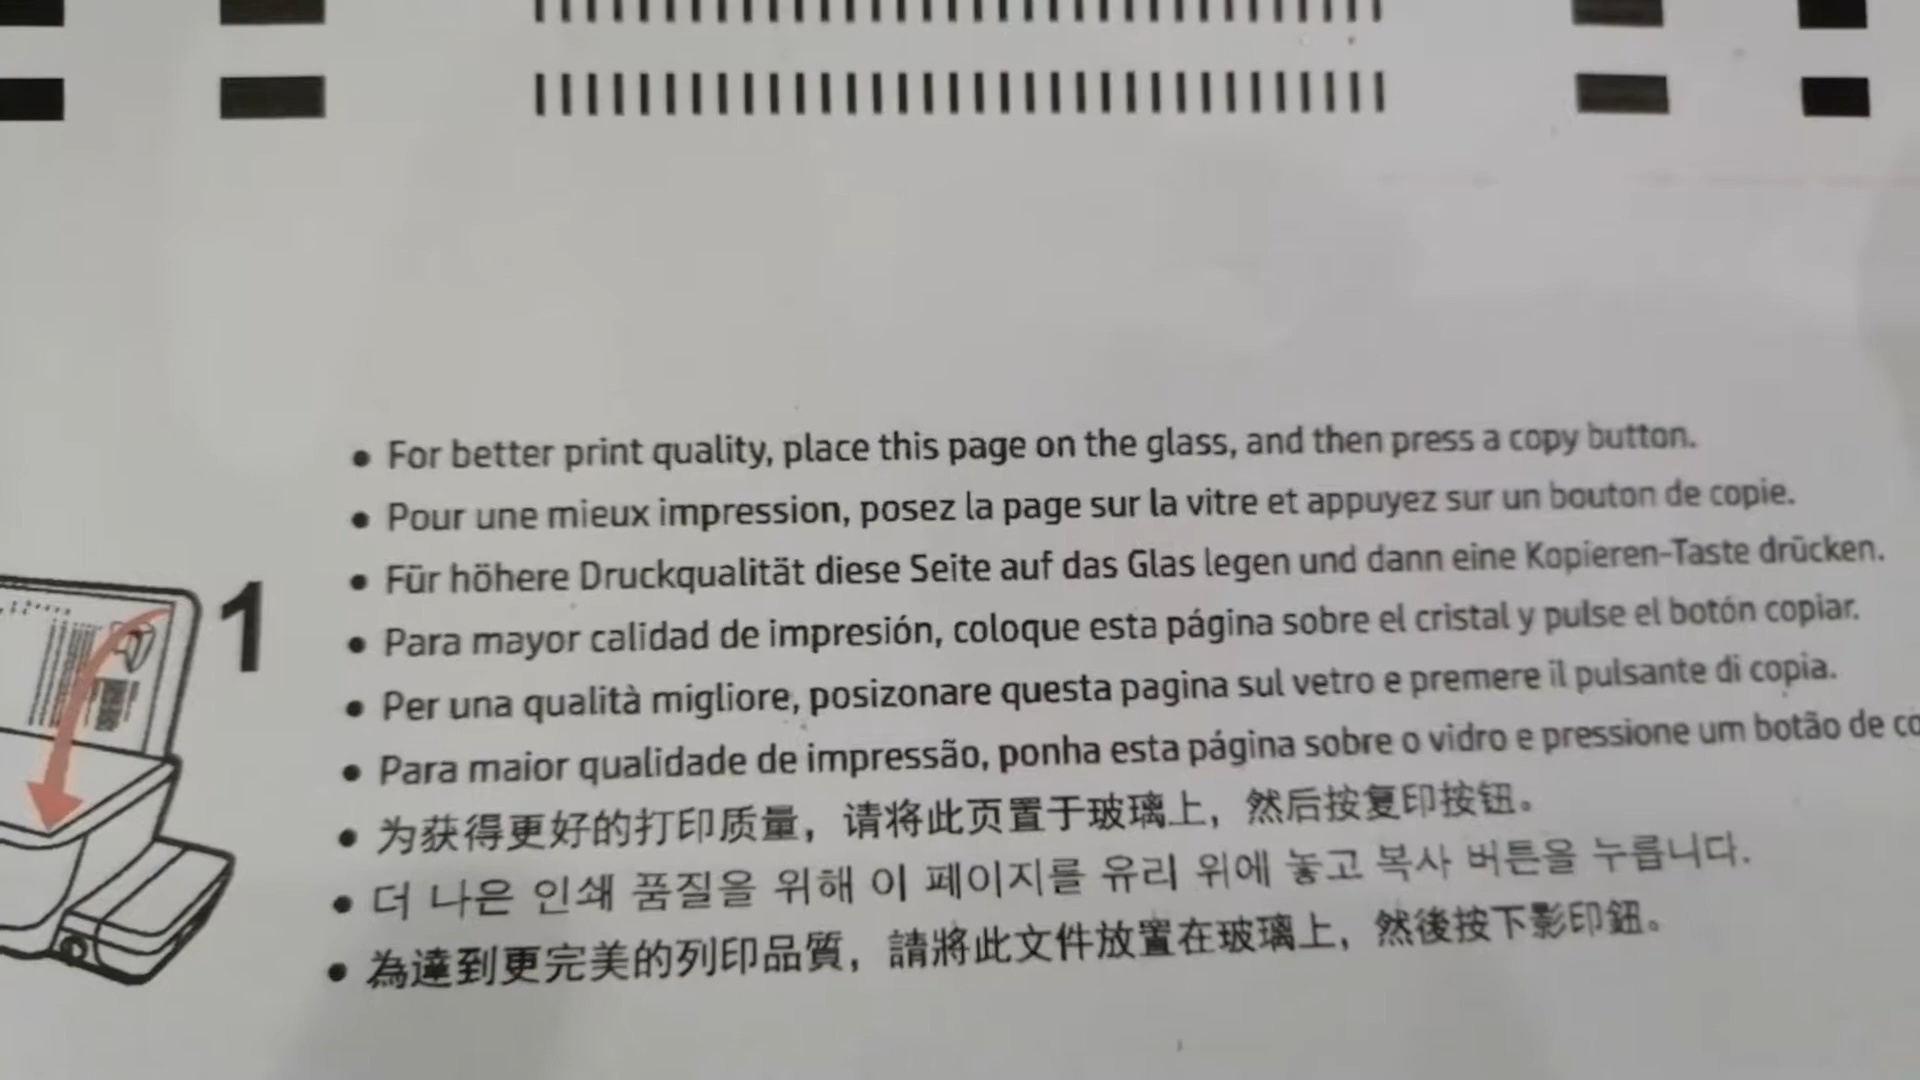 • For better print quality, place this page on the glass, and then press a copy button.
• Pour une mieux impression, posez la page sur la vitre et appuyez sur un bouton de copie.
1 • Für höhere Druckqualität diese Seite auf das Glas legen und dann eine Kopieren-Taste drücken.
• Para mayor calidad de impresión, coloque esta página sobre el cristal y pulse el botón copiar.
• Per una qualità migliore, posizonare questa pagina sul vetro e premere il pulsante di copia.
• Para maior qualidade de impressão, ponha esta página sobre o vidro e pressione um botão de
• 为获得更好的打印质量，请将此页置于玻璃上，然后按复印按钮。
• 더 나은 인쇄 품질을 위해 이 페이지를 유리 위에 놓고 복사 버튼을 누릅니다.
• 為達到更完美的列印品質，請將此文件放置在玻璃上，然後按下影印鈕。